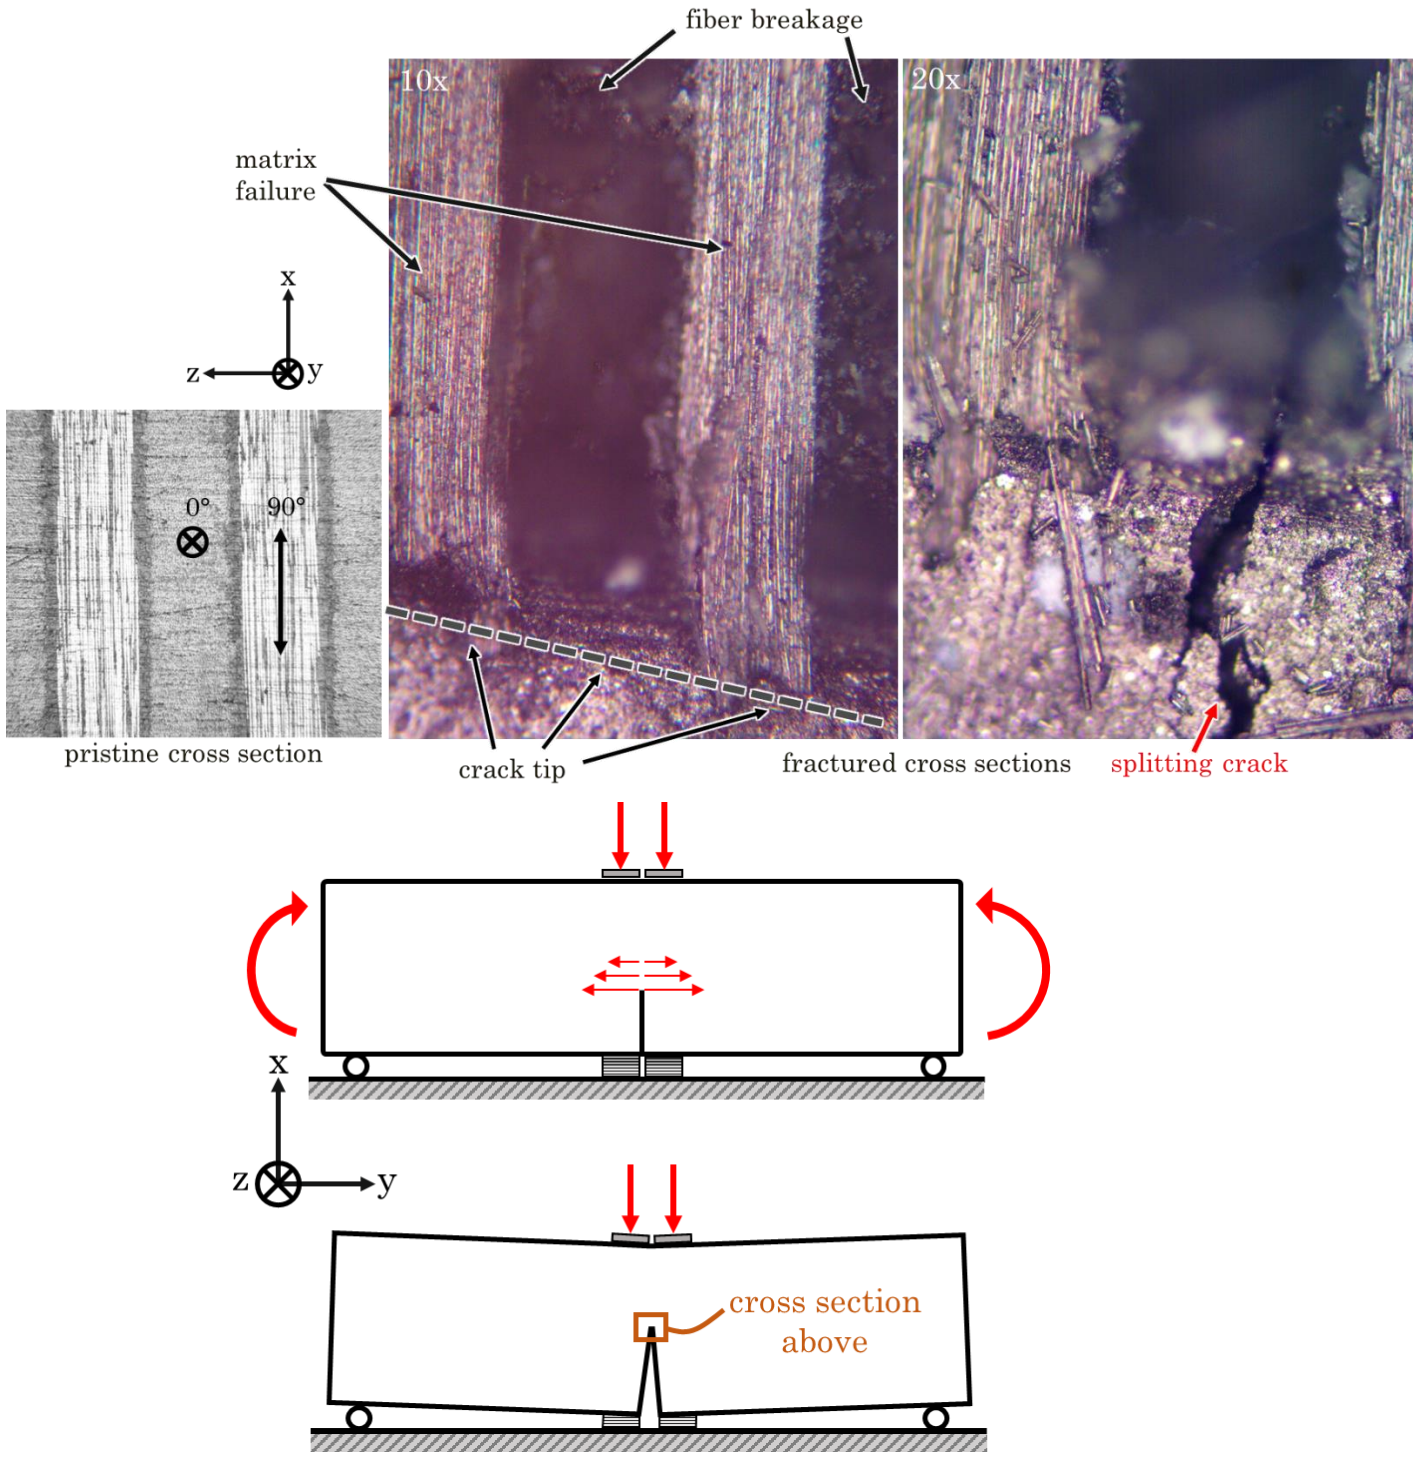 fiber breakage
10x
20x
matrix
failure
x
z
y
0°
90°
pristine cross section
crack tip
fractured cross sections
splitting crack
x
z
y
cross section
above